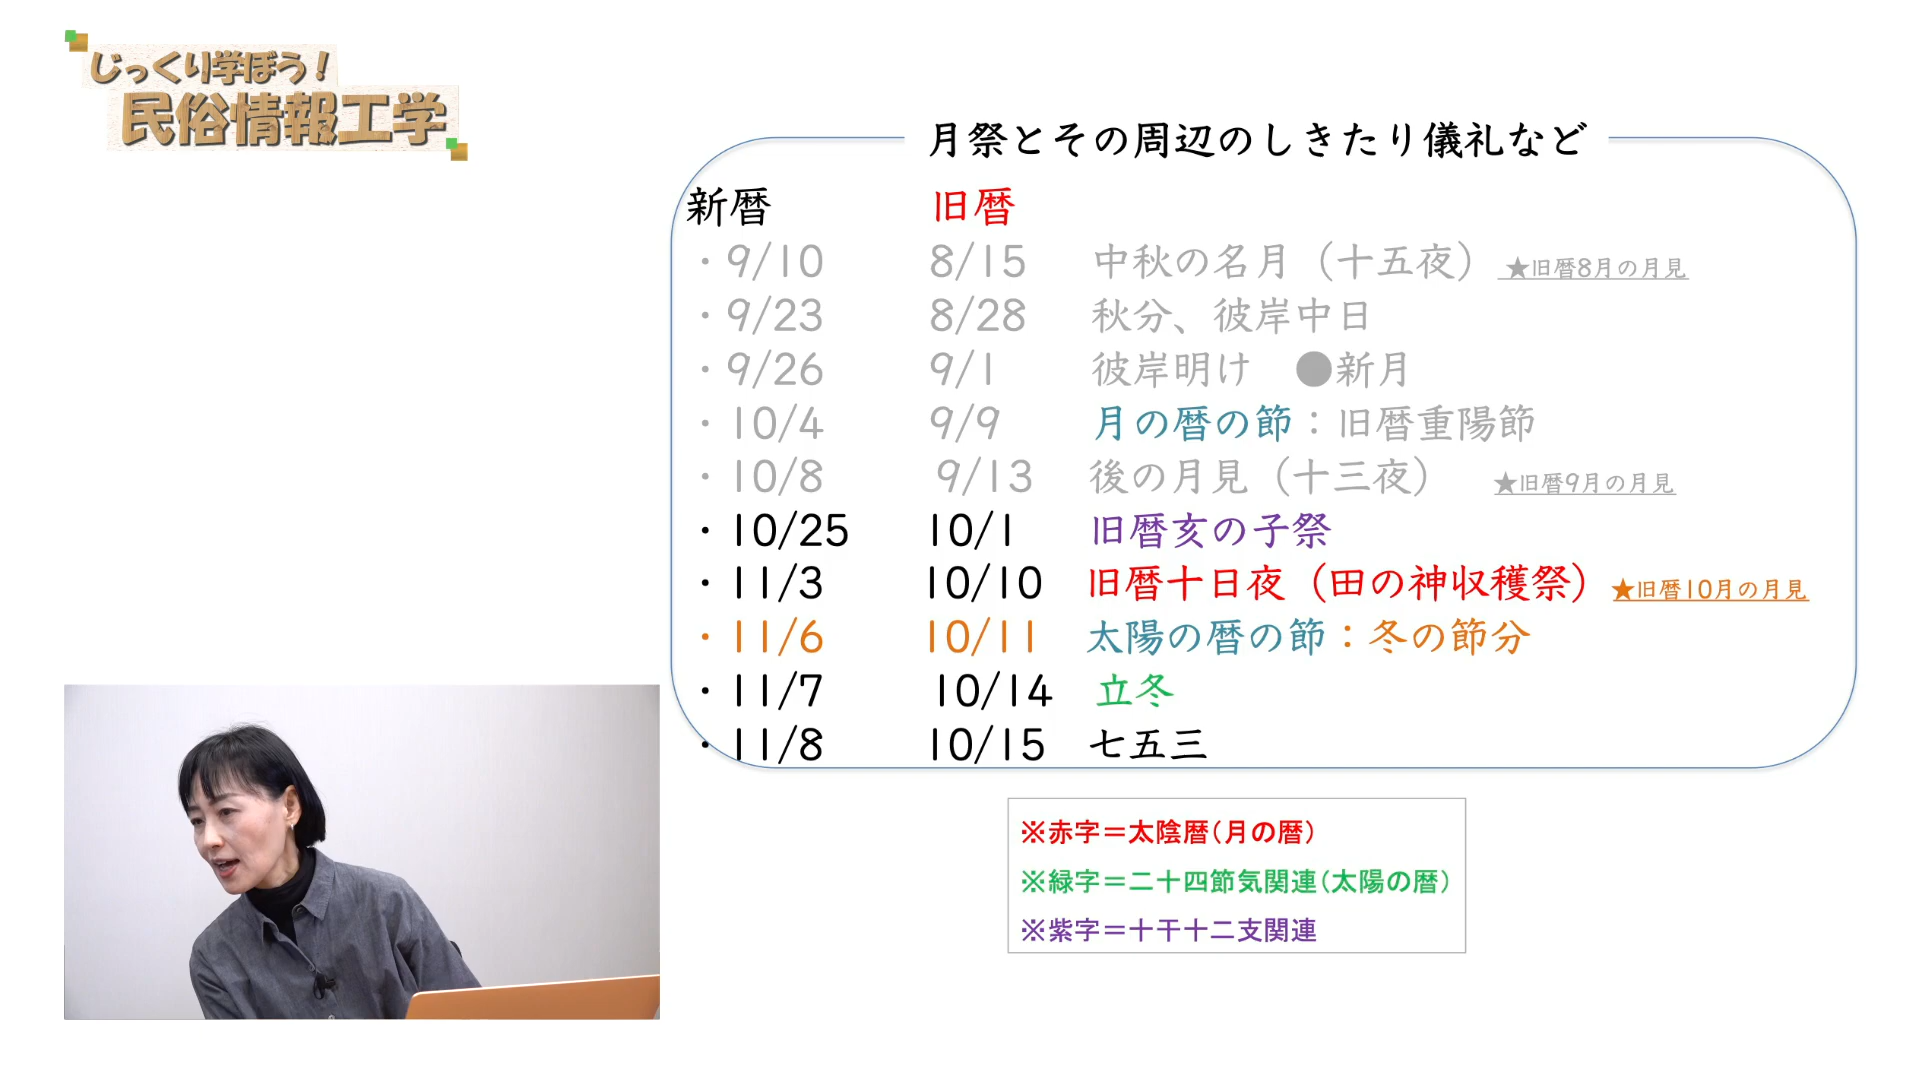 じっくり学ぼう!
民俗情報工学
月祭とその周辺のしきたり儀礼など
新暦 旧暦
・9/10 8/15 中秋の名月（十五夜） ★旧暦8月の月見
・9/23 8/28 秋分、彼岸中日
・9/26 9/1 彼岸明け ●新月
・10/4 9/9 月の暦の節：旧暦重陽節
・10/8 9/13 後の月見（十三夜） ★旧暦9月の月見
・10/25 10/1 旧暦亥の子祭
・11/3 10/10 旧暦十日夜（田の神収穫祭） ★旧暦10月の月見
・11/6 10/11 太陽の暦の節：冬の節分
・11/7 10/14 立冬
・11/8 10/15 七五三
※赤字＝太陰暦（月の暦）
※緑字＝二十四節気関連（太陽の暦）
※紫字＝十干十二支関連